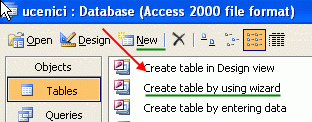 ucenici : Database (Access 2000 file format)
Open Design New
Objects
Create table in Design view
Tables
Create table by using wizard
Queries
Create table by entering data